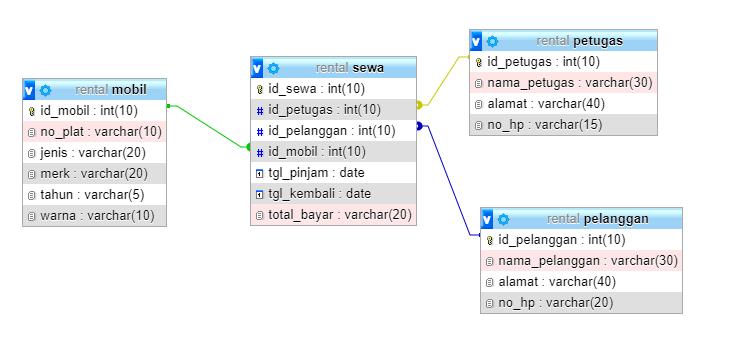 rental mobil
id_mobil : int(10)
no_plat : varchar(10)
jenis : varchar(20)
merk : varchar(20)
tahun : varchar(5)
warna : varchar(10)
v rental sewa
id_sewa : int(10)
# id_petugas : int(10)
# id_pelanggan : int(10)
# id_mobil : int(10)
tgl_pinjam : date
tgl_kembali : date
total_bayar : varchar(20)
v rental petugas
id_petugas : int(10)
nama_petugas : varchar(30)
alamat : varchar(40)
no_hp : varchar(15)
v rental pelanggan
id_pelanggan : int(10)
nama_pelanggan : varchar(30)
alamat : varchar(40)
no_hp : varchar(20)